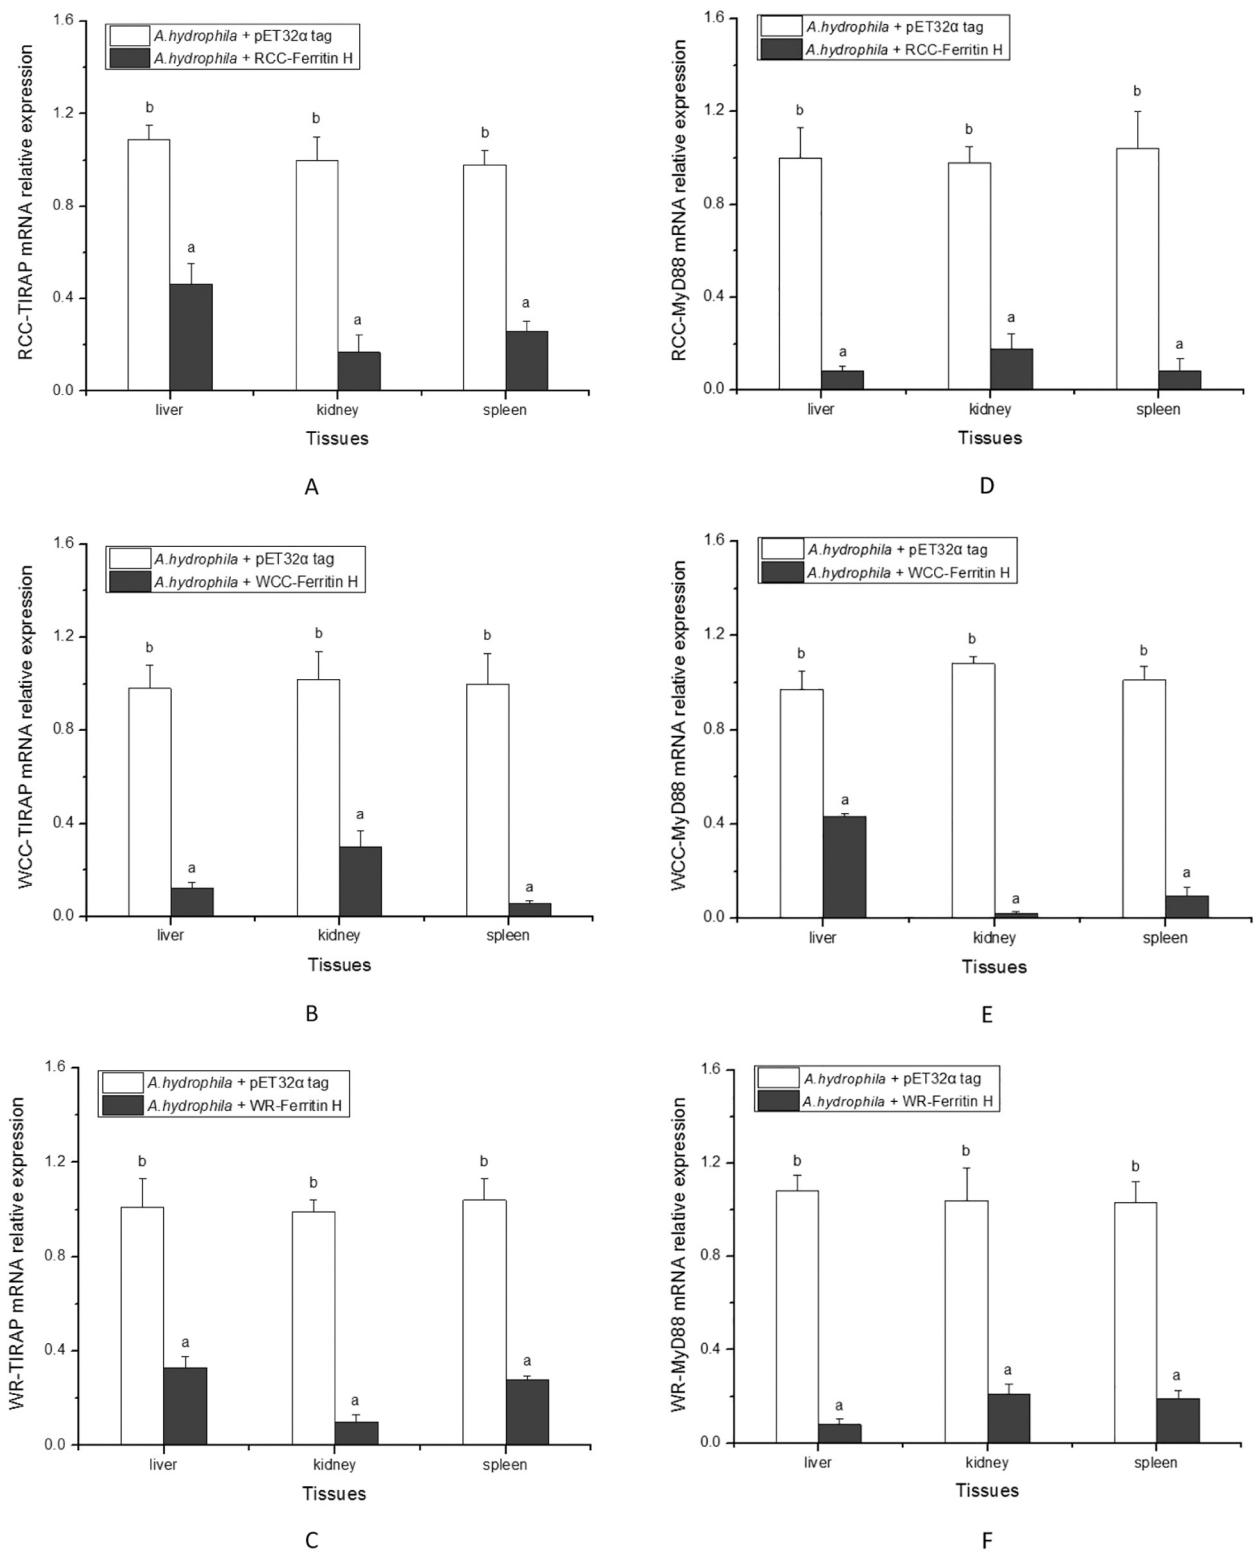 A.hydrophila + pET32α tag
A.hydrophila + RCC-Ferritin H
RCC-TIRAP mRNA relative expression
1.6
1.2
0.8
0.4
0.0
b
a
b
a
b
a
liver
kidney
spleen
Tissues
A
A.hydrophila + pET32α tag
A.hydrophila + RCC-Ferritin H
RCC-MyD88 mRNA relative expression
1.6
1.2
0.8
0.4
0.0
b
a
b
a
b
a
liver
kidney
spleen
Tissues
D
A.hydrophila + pET32α tag
A.hydrophila + WCC-Ferritin H
WCC-TIRAP mRNA relative expression
1.6
1.2
0.8
0.4
0.0
b
a
b
a
b
a
liver
kidney
spleen
Tissues
B
A.hydrophila + pET32α tag
A.hydrophila + WCC-Ferritin H
WCC-MyD88 mRNA relative expression
1.6
1.2
0.8
0.4
0.0
b
a
b
a
b
a
liver
kidney
spleen
Tissues
E
A.hydrophila + pET32α tag
A.hydrophila + WR-Ferritin H
WR-TIRAP mRNA relative expression
1.6
1.2
0.8
0.4
0.0
b
a
b
a
b
a
liver
kidney
spleen
Tissues
C
A.hydrophila + pET32α tag
A.hydrophila + WR-Ferritin H
WR-MyD88 mRNA relative expression
1.6
1.2
0.8
0.4
0.0
b
a
b
a
b
a
liver
kidney
spleen
Tissues
F